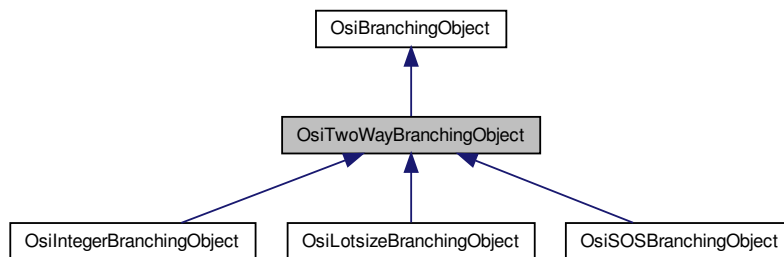 OsiBranchingObject
OsiTwoWayBranchingObject
OsiIntegerBranchingObject
OsiLotsizeBranchingObject
OsiSOSBranchingObject